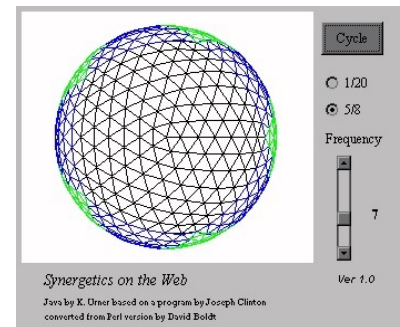 Cycle
1/20
5/8
Frequency
7
Synergetics on the Web
Ver 1.0
Java by K. Urner based on a program by Joseph Clinton
converted from Perl version by David Boldt